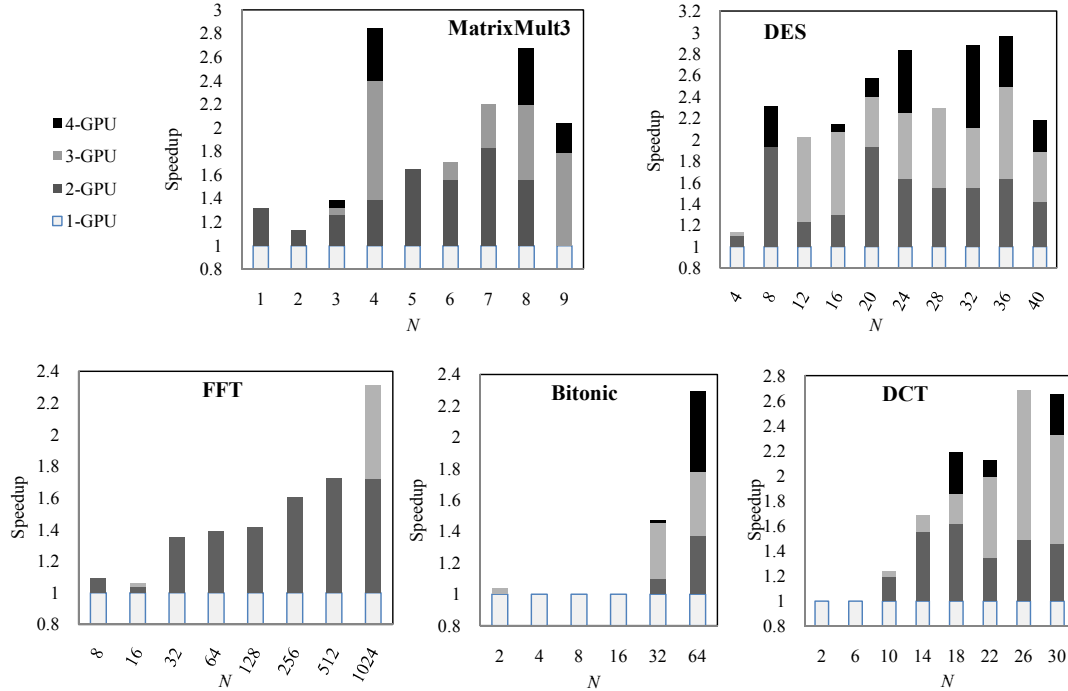 MatrixMult3
3
2.8
2.6
2.4
2.2
2
1.8
1.6
1.4
1.2
1
0.8
Speedup
1 2 3 4 5 6 7 8 9
N
4-GPU
3-GPU
2-GPU
1-GPU
DES
3.2
3
2.8
2.6
2.4
2.2
2
1.8
1.6
1.4
1.2
1
0.8
Speedup
4 8 12 16 20 24 28 32 36 40
N
FFT
2.4
2.2
2
1.8
1.6
1.4
1.2
1
0.8
Speedup
8 16 32 64 128 256 512 1024
N
Bitonic
2.4
2.2
2
1.8
1.6
1.4
1.2
1
0.8
Speedup
2 4 8 16 32 64
N
DCT
2.8
2.6
2.4
2.2
2
1.8
1.6
1.4
1.2
1
0.8
Speedup
2 6 10 14 18 22 26 30
N